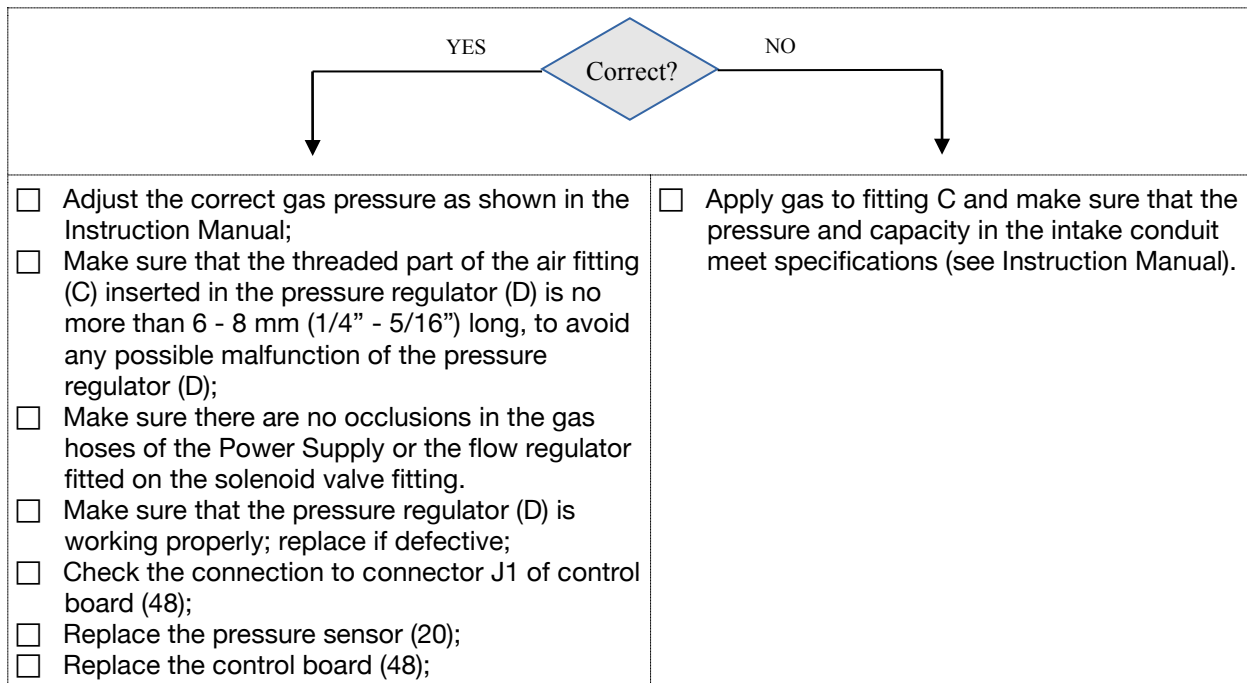 YES
Correct?
NO
☐ Adjust the correct gas pressure as shown in the
Instruction Manual;
☐ Make sure that the threaded part of the air fitting
(C) inserted in the pressure regulator (D) is no
more than 6 - 8 mm (1/4” - 5/16”) long, to avoid
any possible malfunction of the pressure
regulator (D);
☐ Make sure there are no occlusions in the gas
hoses of the Power Supply or the flow regulator
fitted on the solenoid valve fitting.
☐ Make sure that the pressure regulator (D) is
working properly; replace if defective;
☐ Check the connection to connector J1 of control
board (48);
☐ Replace the pressure sensor (20);
☐ Replace the control board (48);
☐ Apply gas to fitting C and make sure that the
pressure and capacity in the intake conduit
meet specifications (see Instruction Manual).